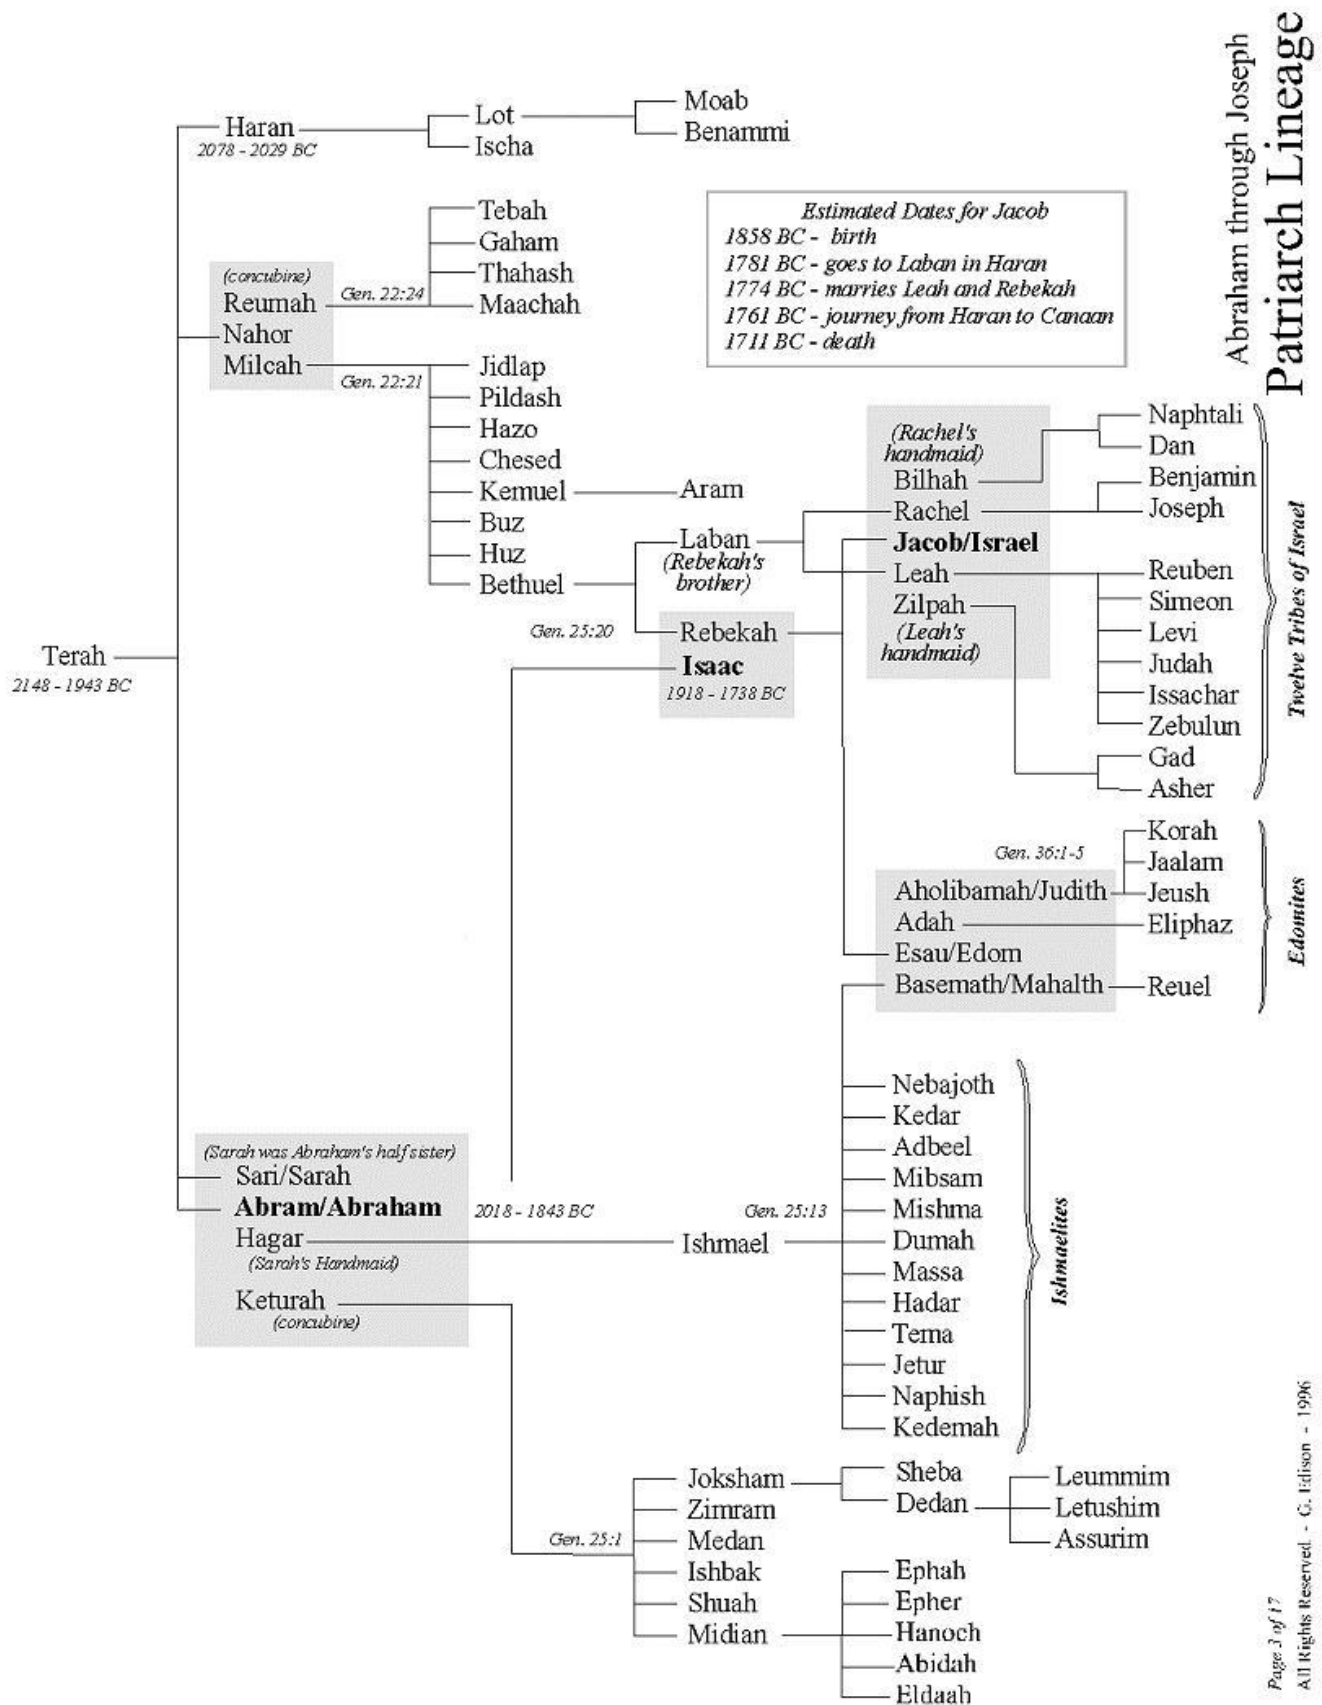 Abraham through Joseph
Patriarch Lineage
Haran
2078 - 2029 BC
Lot
Ischa
Moab
Benammi
Estimated Dates for Jacob
1858 BC - birth
1781 BC - goes to Laban in Haran
1774 BC - marries Leah and Rebekah
1761 BC - journey from Haran to Canaan
1711 BC - death
(concubine)
Reumah
Nahor
Milcah
Gen. 22:24
Tebah
Gaham
Thahash
Maachah
Gen. 22:21
Jidlap
Pildash
Hazo
Chesed
Kemuel
Buz
Huz
Bethuel
Aram
Laban
(Rebekah's
brother)
Gen. 25:20
Rebekah
Isaac
1918 - 1738 BC
(Rachel's
handmaid)
Bilhah
Rachel
Jacob/Israel
Leah
Zilpah
(Leah's
handmaid)
Naphtali
Dan
Benjamin
Joseph
Reuben
Simeon
Levi
Judah
Issachar
Zebulun
Gad
Asher
Twelve Tribes of Israel
Terah
2148 - 1943 BC
Gen. 36:1-5
Aholibamah/Judith
Adah
Esau/Edom
Basemath/Mahalth
Korah
Jaalam
Jeush
Eliphaz
Reuel
Edomites
(Sarah was Abraham's half sister)
Sari/Sarah
Abram/Abraham
2018 - 1843 BC
Hagar
(Sarah's Handmaid)
Keturah
(concubine)
Ishmael
Gen. 25:13
Nebajoth
Kedar
Adbeel
Mibsam
Mishma
Dumah
Massa
Hadar
Tema
Jetur
Naphish
Kedemah
Ishmaelites
Gen. 25:1
Joksham
Zimram
Medan
Ishbak
Shuah
Midian
Sheba
Dedan
Leummim
Letushim
Assurim
Ephah
Epher
Hanoch
Abidah
Eldaah
Page 3 of 17
All Rights Reserved - G. Edison - 1996